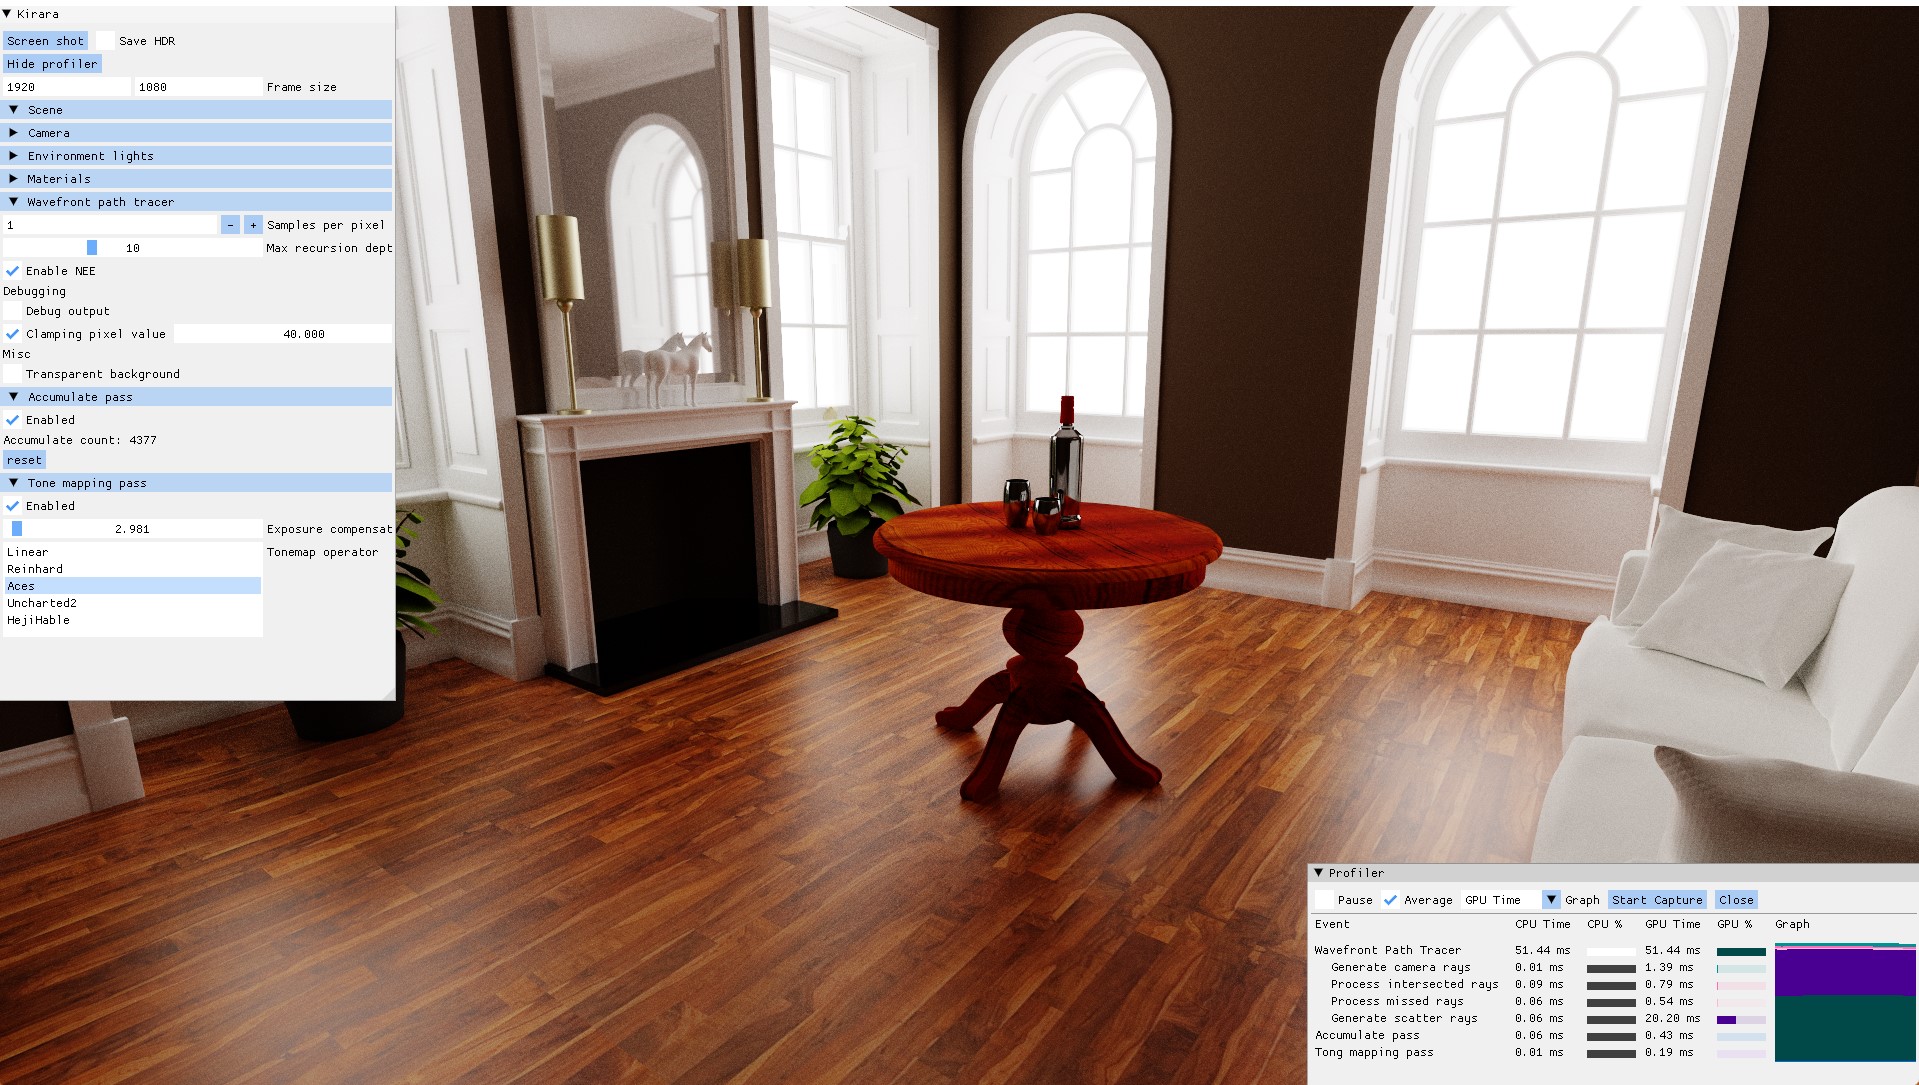 Kirara
Screen shot Save HDR
Hide profiler
1920 1080 Frame size
Scene
Camera
Environment lights
Materials
Wavefront path tracer
1 - + Samples per pixel
10 Max recursion dept
Enable NEE
Debugging
Debug output
Clamping pixel value 40.000
Misc
Transparent background
Accumulate pass
Enabled
Accumulate count: 4377
reset
Tone mapping pass
Enabled
2.981 Exposure compensat
Linear Tonemap operator
Reinhard
Aces
Uncharted2
HejiHable
Profiler
Pause Average GPU Time Graph Start Capture Close
Event CPU Time CPU % GPU Time GPU % Graph
Wavefront Path Tracer 51.44 ms 51.44 ms
Generate camera rays 0.01 ms 1.39 ms
Process intersected rays 0.09 ms 0.79 ms
Process missed rays 0.06 ms 0.54 ms
Generate scatter rays 0.06 ms 20.20 ms
Accumulate pass 0.06 ms 0.43 ms
Tong mapping pass 0.01 ms 0.19 ms